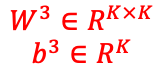 W³ ∈ R^{K×K}
b³ ∈ R^K